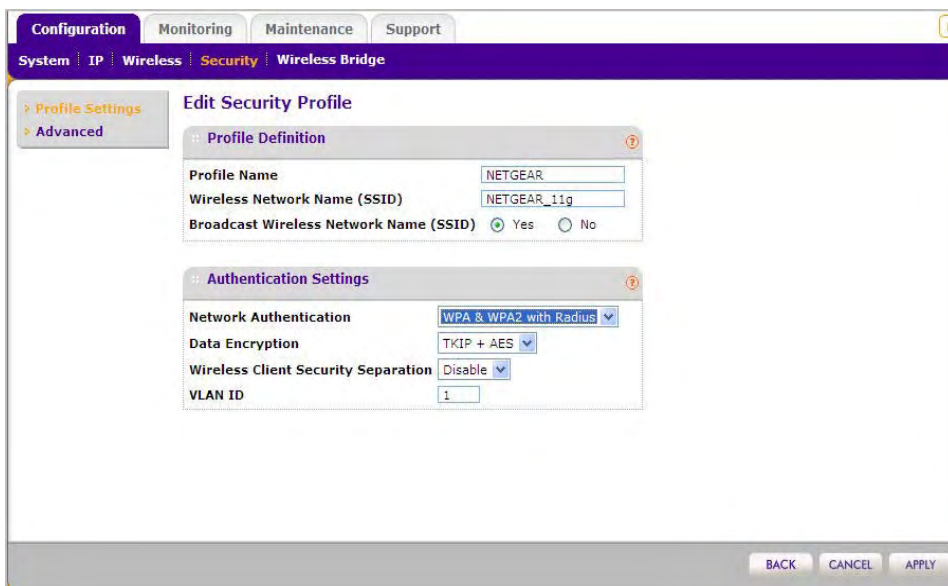 Configuration Monitoring Maintenance Support
System IP Wireless Security Wireless Bridge
Profile Settings
Advanced
Edit Security Profile
Profile Definition ?
Profile Name NETGEAR
Wireless Network Name (SSID) NETGEAR_11g
Broadcast Wireless Network Name (SSID) Yes No
Authentication Settings ?
Network Authentication WPA & WPA2 with Radius
Data Encryption TKIP + AES
Wireless Client Security Separation Disable
VLAN ID 1
BACK CANCEL APPLY